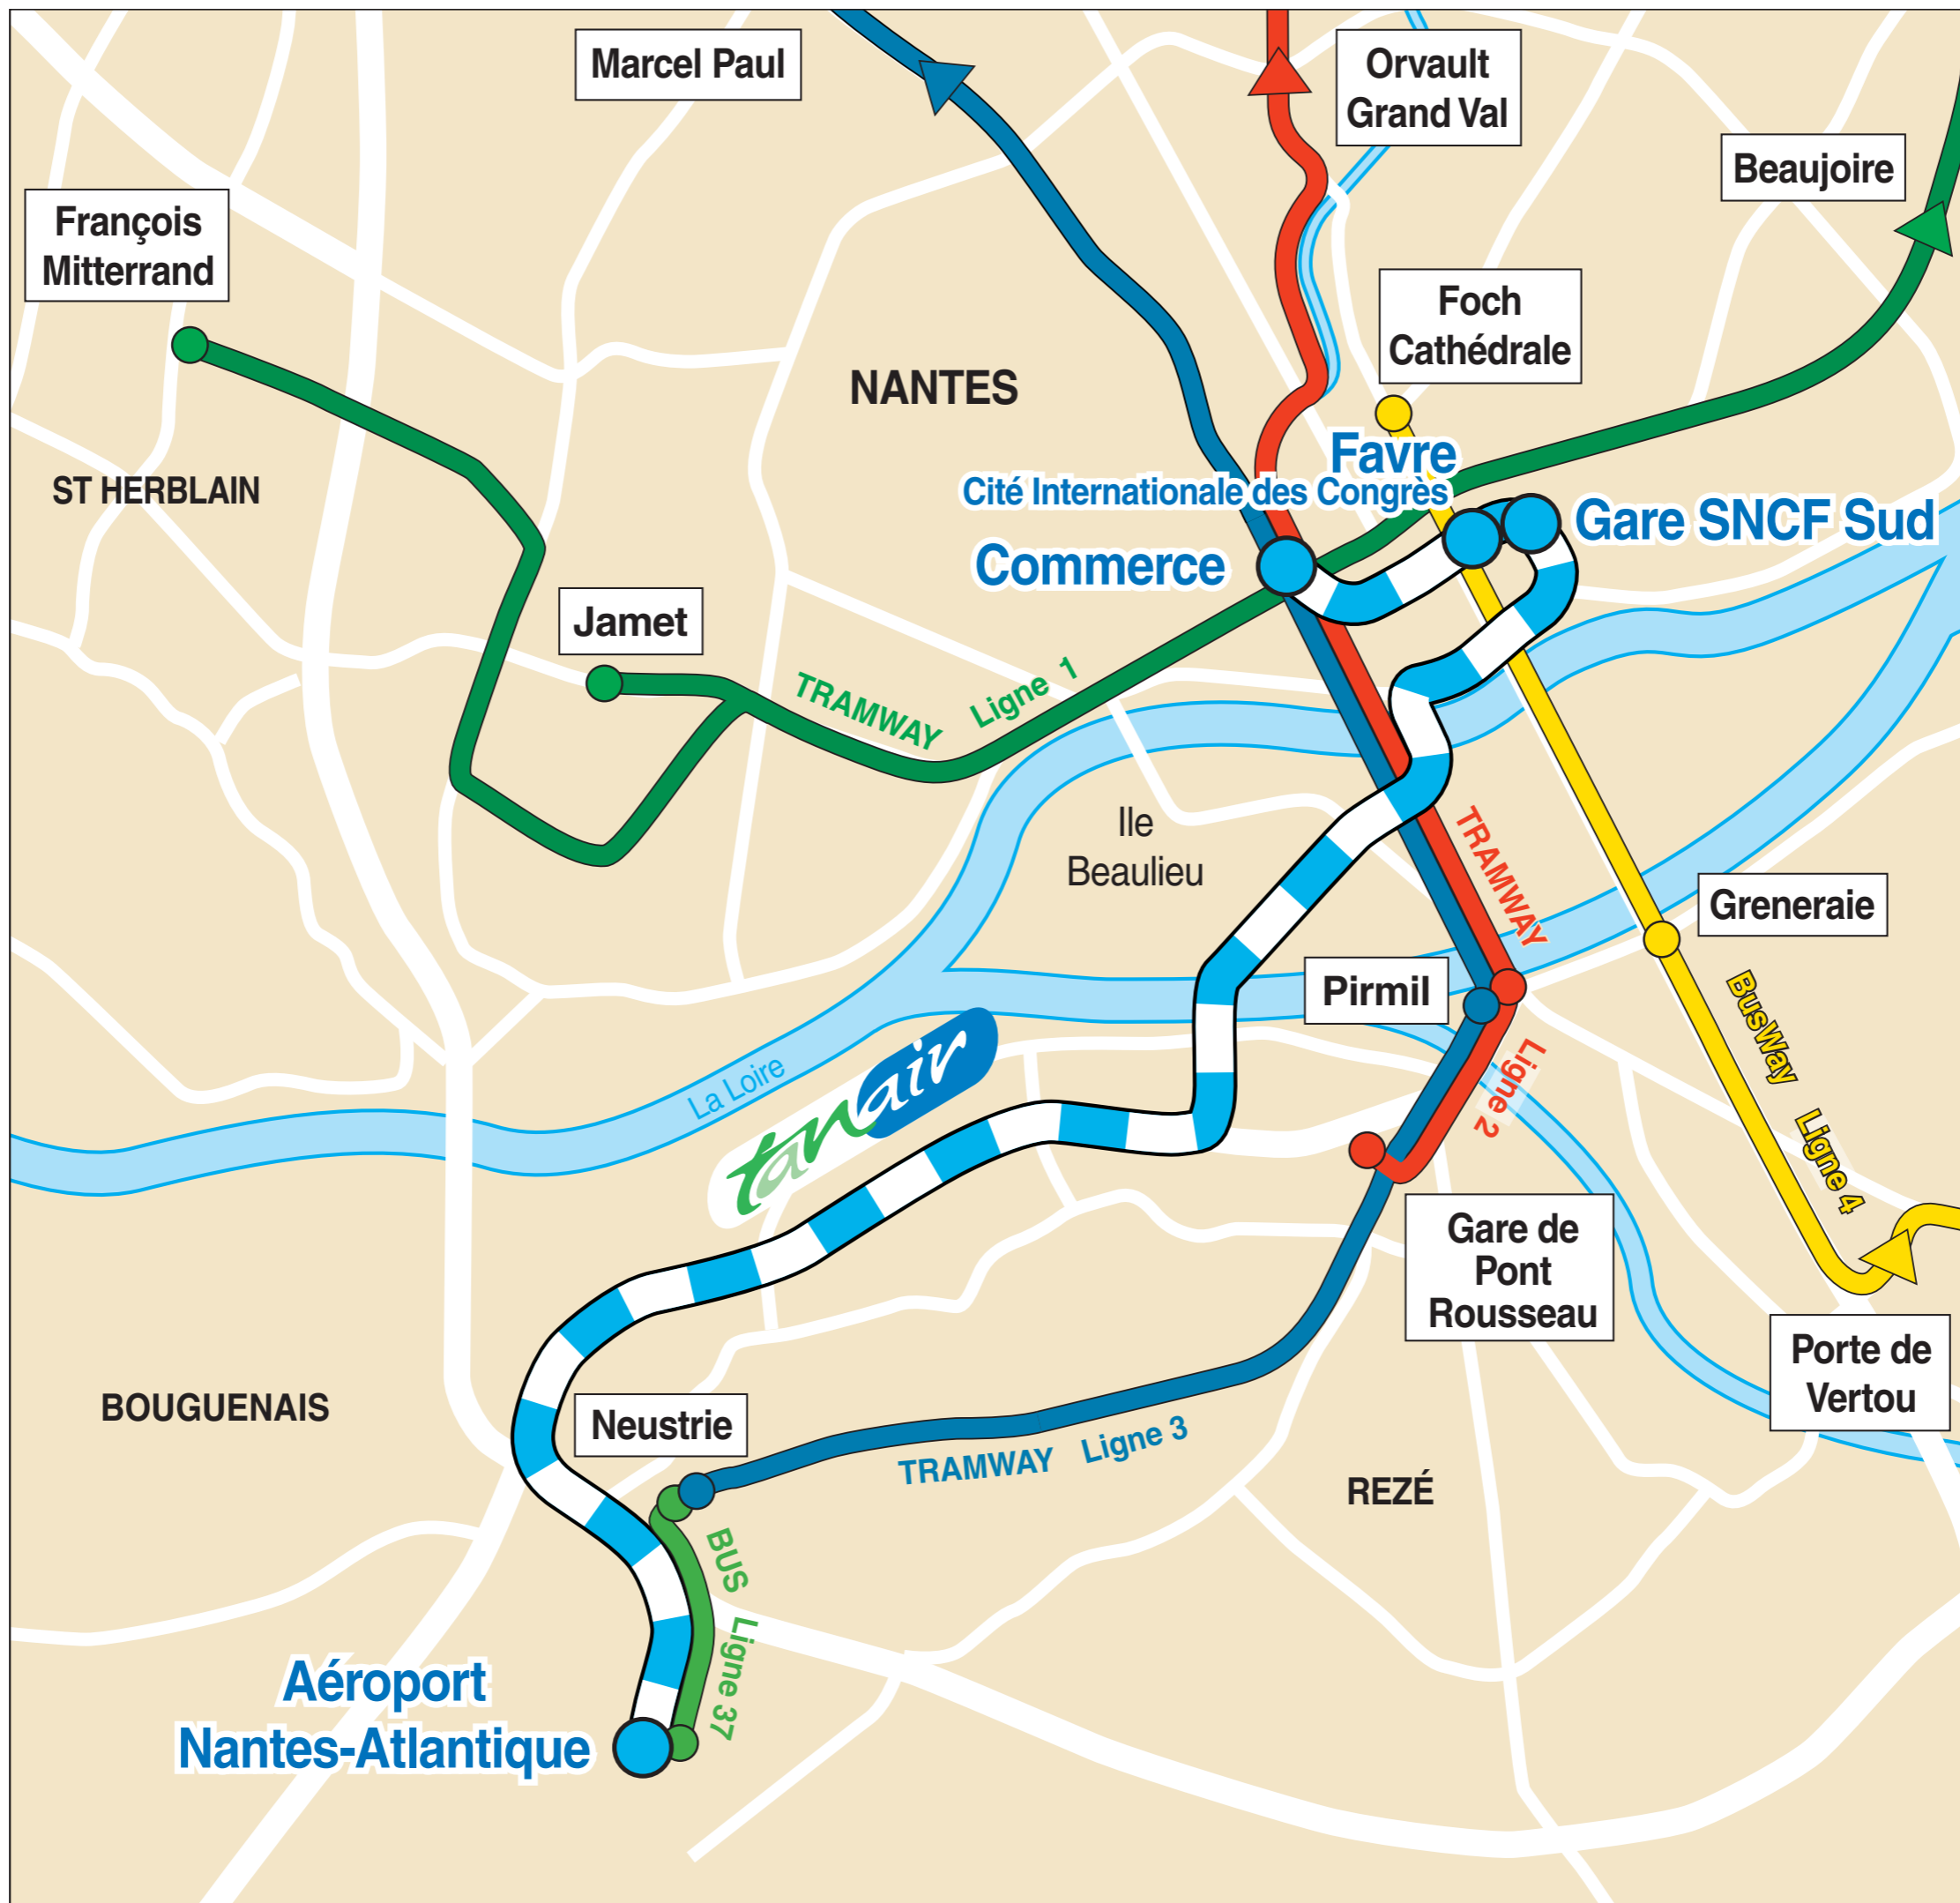 Marcel Paul
Orvault
Grand Val
Beaujoire
François
Mitterrand
Foch
Cathédrale
NANTES
Favre
Cité Internationale des Congrès
ST HERBLAIN
Gare SNCF Sud
Commerce
Jamet
TRAMWAY Ligne 1
Ile
Beaulieu
TRAMWAY
Greneraie
Pirmil
BusWay Ligne 4
Ligne 2
La Loire
tanair
Gare de
Pont
Rousseau
Porte de
Vertou
BOUGUENAIS
Neustrie
TRAMWAY Ligne 3
REZÉ
BUS Ligne 37
Aéroport
Nantes-Atlantique